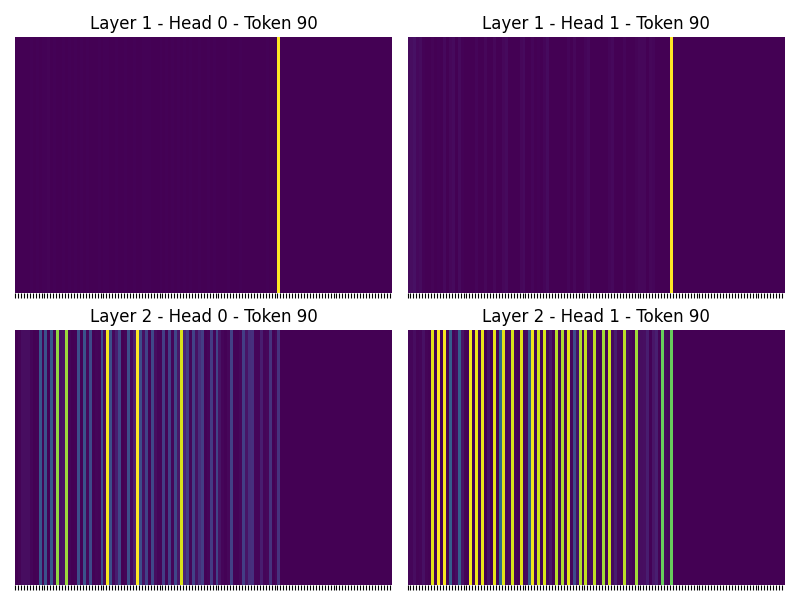 Layer 1 - Head 0 - Token 90
Layer 1 - Head 1 - Token 90
Layer 2 - Head 0 - Token 90
Layer 2 - Head 1 - Token 90